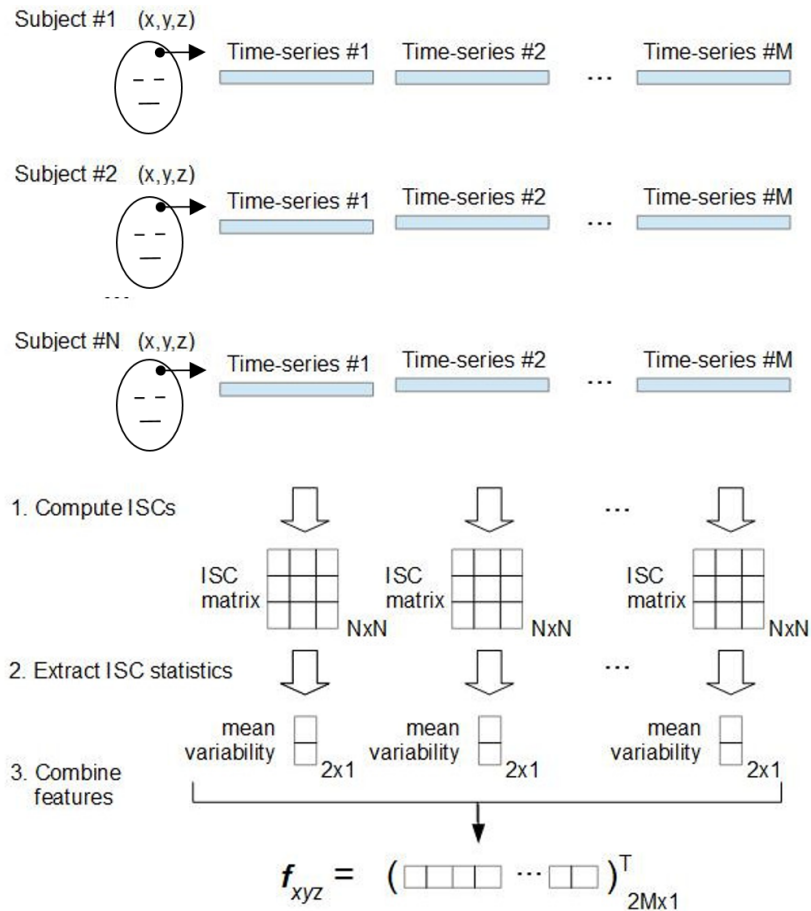 Subject #1 (x,y,z)
Time-series #1 Time-series #2 ... Time-series #M
Subject #2 (x,y,z)
Time-series #1 Time-series #2 ... Time-series #M
...
Subject #N (x,y,z)
Time-series #1 Time-series #2 ... Time-series #M
1. Compute ISCs ...
ISC matrix NxN ISC matrix NxN ISC matrix NxN
2. Extract ISC statistics ...
mean variability 2x1 mean variability 2x1 mean variability 2x1
3. Combine features
f xyz = ( ... ) T 2Mx1